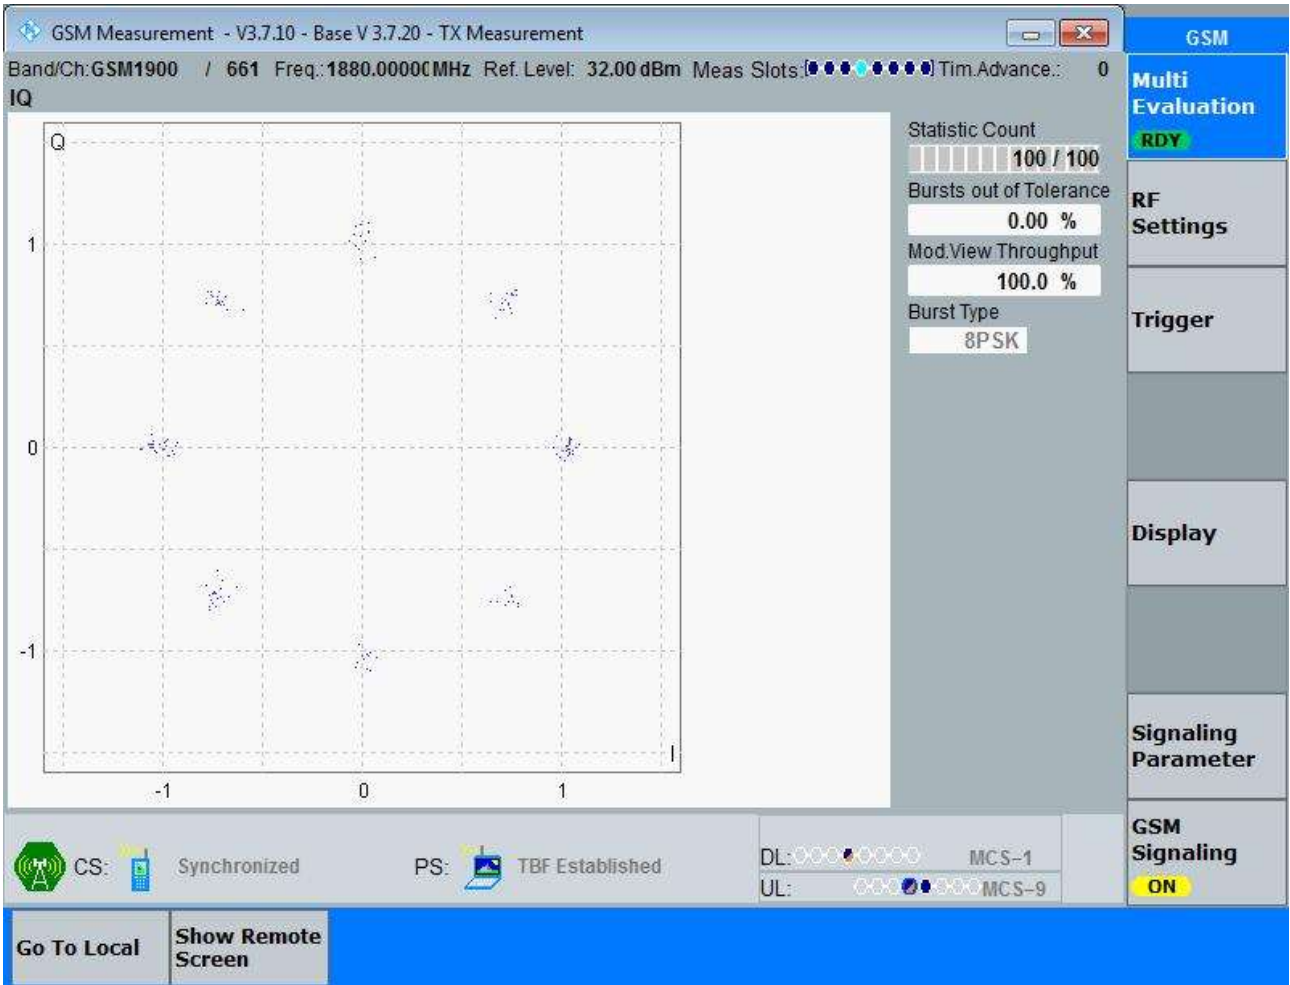 GSM Measurement - V3.7.10 - Base V 3.7.20 - TX Measurement
GSM
Band/Ch:GSM1900 / 661 Freq.:1880.00000MHz Ref. Level: 32.00 dBm Meas Slots: Tim.Advance.: 0
IQ
Multi
Evaluation
RDY
Q
1
0
-1
I
-1 0 1
Statistic Count
100 / 100
Bursts out of Tolerance
0.00 %
Mod.View Throughput
100.0 %
Burst Type
8PSK
RF
Settings
Trigger
Display
Signaling
Parameter
GSM
Signaling
ON
CS: Synchronized PS: TBF Established
DL: MCS-1
UL: MCS-9
Go To Local
Show Remote
Screen